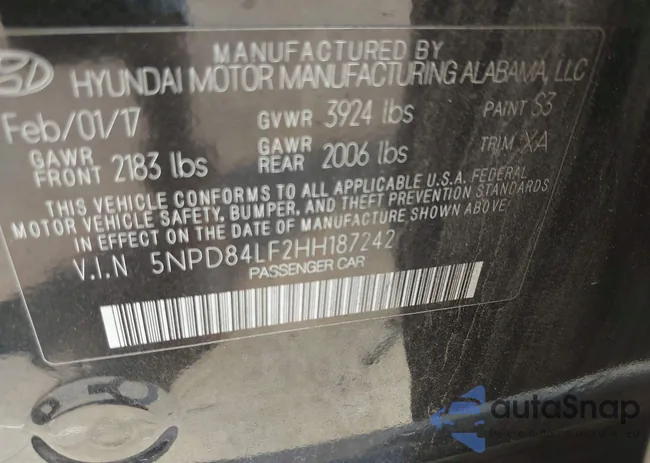 MANUFACTURED BY
HYUNDAI MOTOR MANUFACTURING ALABAMA, LLC
Feb/01/17 GVWR 3924 lbs PAINT S3
GAWR FRONT 2183 lbs GAWR REAR 2006 lbs TRIM XA
THIS VEHICLE CONFORMS TO ALL APPLICABLE U.S.A. FEDERAL
MOTOR VEHICLE SAFETY, BUMPER, AND THEFT PREVENTION STANDARDS
IN EFFECT ON THE DATE OF MANUFACTURE SHOWN ABOVE
V.I.N 5NPD84LF2HH187242
PASSENGER CAR
autaSnap